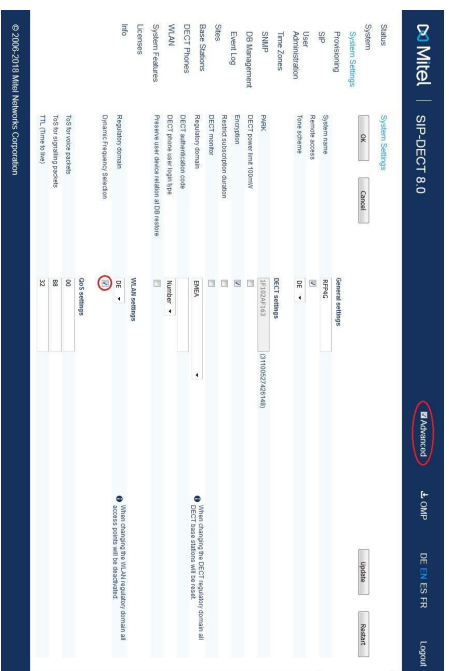 Mitel | SIP-DECT 8.0
Advanced
OMP
DE EN ES FR
Logout
Status
System
System Settings
Provisioning
SIP
User
Administration
Time Zones
SNMP
DB Management
Event Log
Sites
Base Stations
DECT Phones
WLAN
System Features
Licenses
Info
System Settings
OK
Cancel
Update
Restart
General settings
System name
RFP4G
Remote access
Tone scheme
DE
DECT settings
PARK
1F102AF163
(31100527426148)
DECT power limit 100mW
Encryption
Restrict subscription duration
DECT monitor
Regulatory domain
EMEA
When changing the DECT regulatory domain all
DECT base stations will be reset.
DECT authentication code
DECT phone user login type
Number
Preserve user device relation at DB restore
WLAN settings
Regulatory domain
DE
When changing the WLAN regulatory domain all
access points will be deactivated.
Dynamic Frequency Selection
QoS settings
ToS for voice packets
00
ToS for signalling packets
B8
TTL (Time to live)
32
© 2006-2018 Mitel Networks Corporation